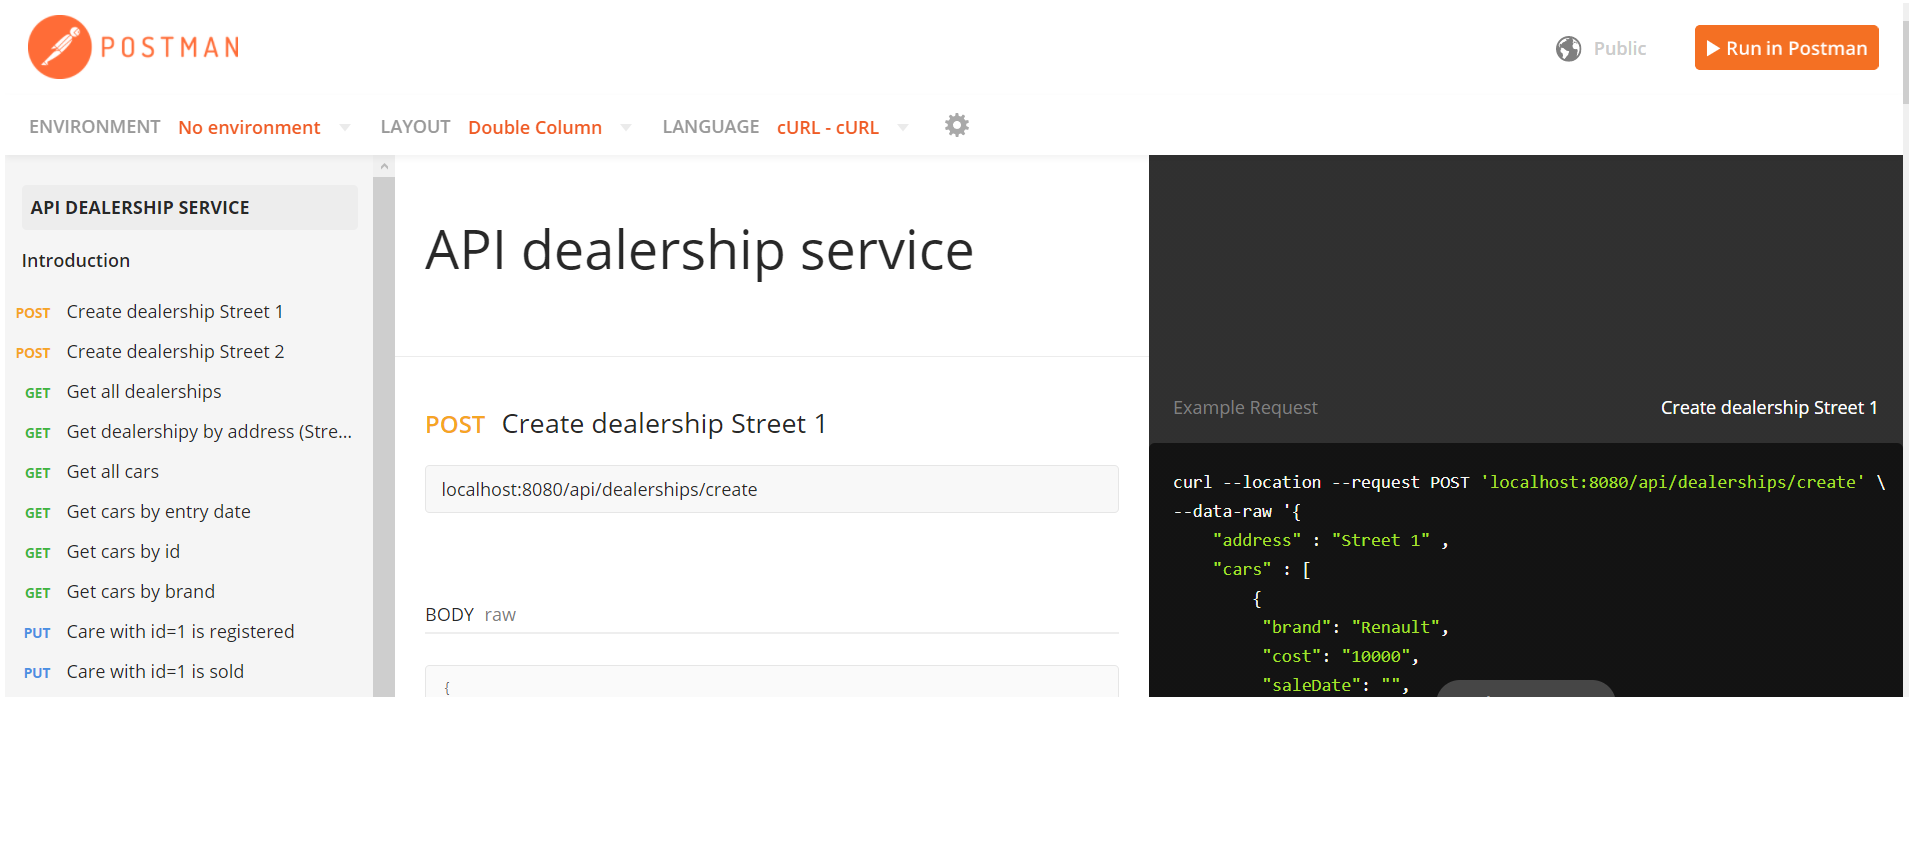 POSTMAN
Public
Run in Postman
ENVIRONMENT No environment LAYOUT Double Column LANGUAGE cURL - cURL
API DEALERSHIP SERVICE
Introduction
POST Create dealership Street 1
POST Create dealership Street 2
GET Get all dealerships
GET Get dealershipy by address (Stre...
GET Get all cars
GET Get cars by entry date
GET Get cars by id
GET Get cars by brand
PUT Care with id=1 is registered
PUT Care with id=1 is sold
API dealership service
POST Create dealership Street 1
localhost:8080/api/dealerships/create
BODY raw
{
Example Request Create dealership Street 1
curl --location --request POST 'localhost:8080/api/dealerships/create' \
--data-raw '{
"address" : "Street 1" ,
"cars" : [
{
"brand": "Renault",
"cost": "10000",
"saleDate": "",